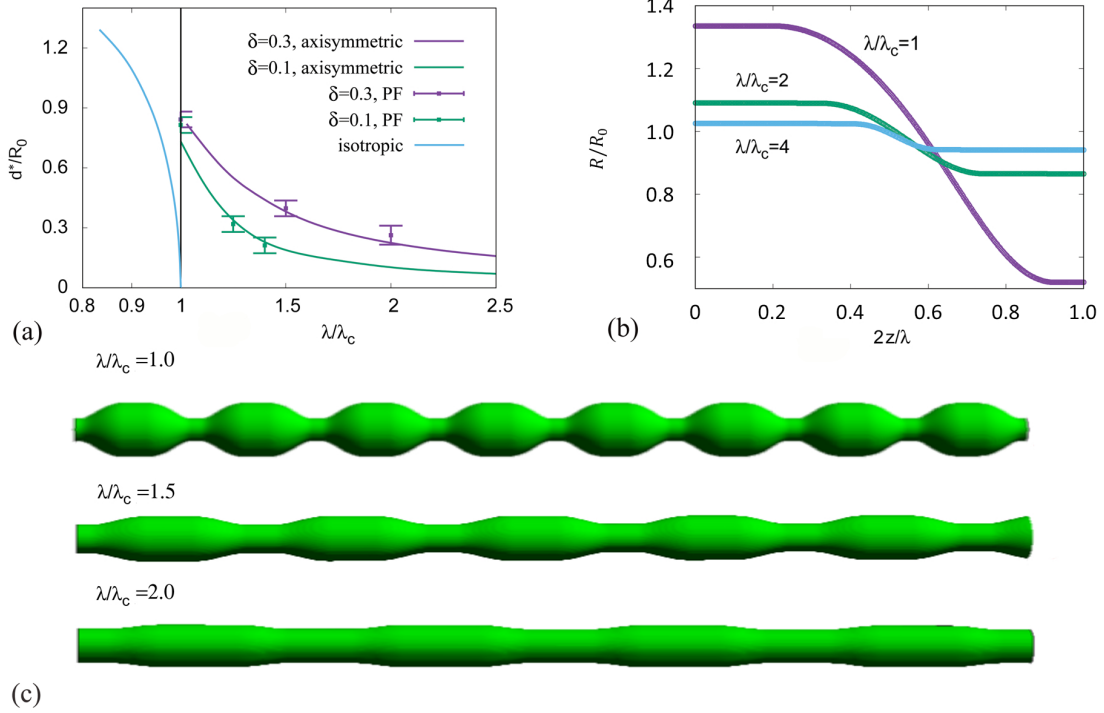 1.2
0.9
0.6
0.3
0
d*/R₀
δ=0.3, axisymmetric
δ=0.1, axisymmetric
δ=0.3, PF
δ=0.1, PF
isotropic
0.8
0.9
1
1.5
2
2.5
λ/λc
(a)
1.4
1.2
1.0
0.8
0.6
R/R₀
λ/λc=1
λ/λc=2
λ/λc=4
0
0.2
0.4
0.6
0.8
1.0
2z/λ
(b)
λ/λc =1.0
λ/λc =1.5
λ/λc =2.0
(c)